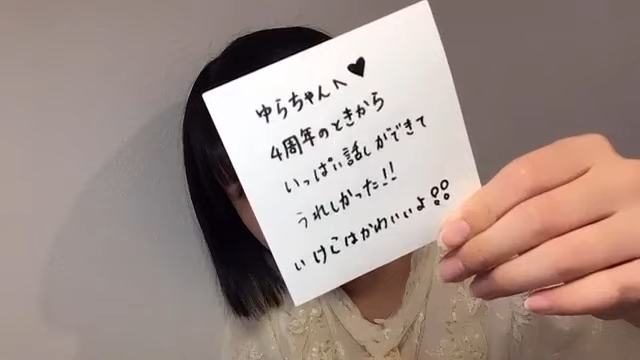 ゆらちゃんへ♥
4周年のときから
いっぱい話しができて
うれしかった!!
いけこはかわいいよ!!